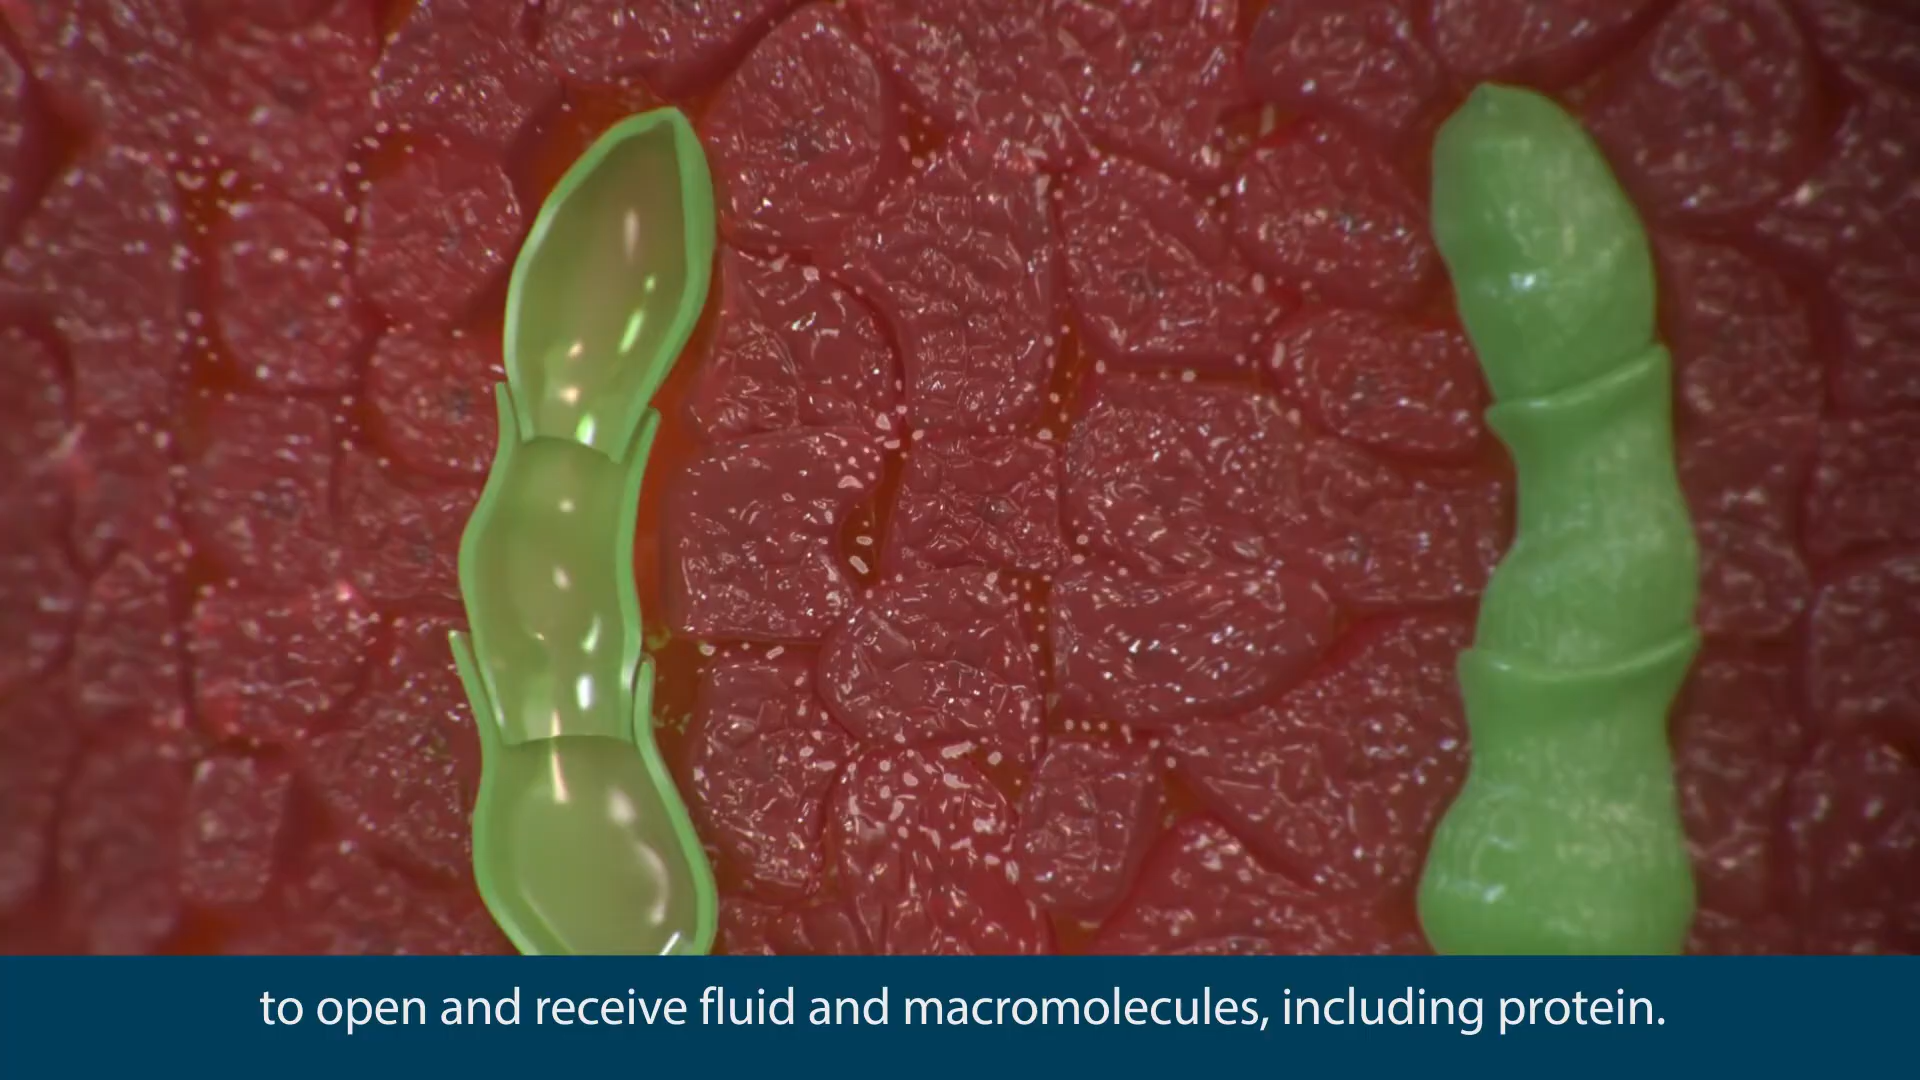 to open and receive fluid and macromolecules, including protein.